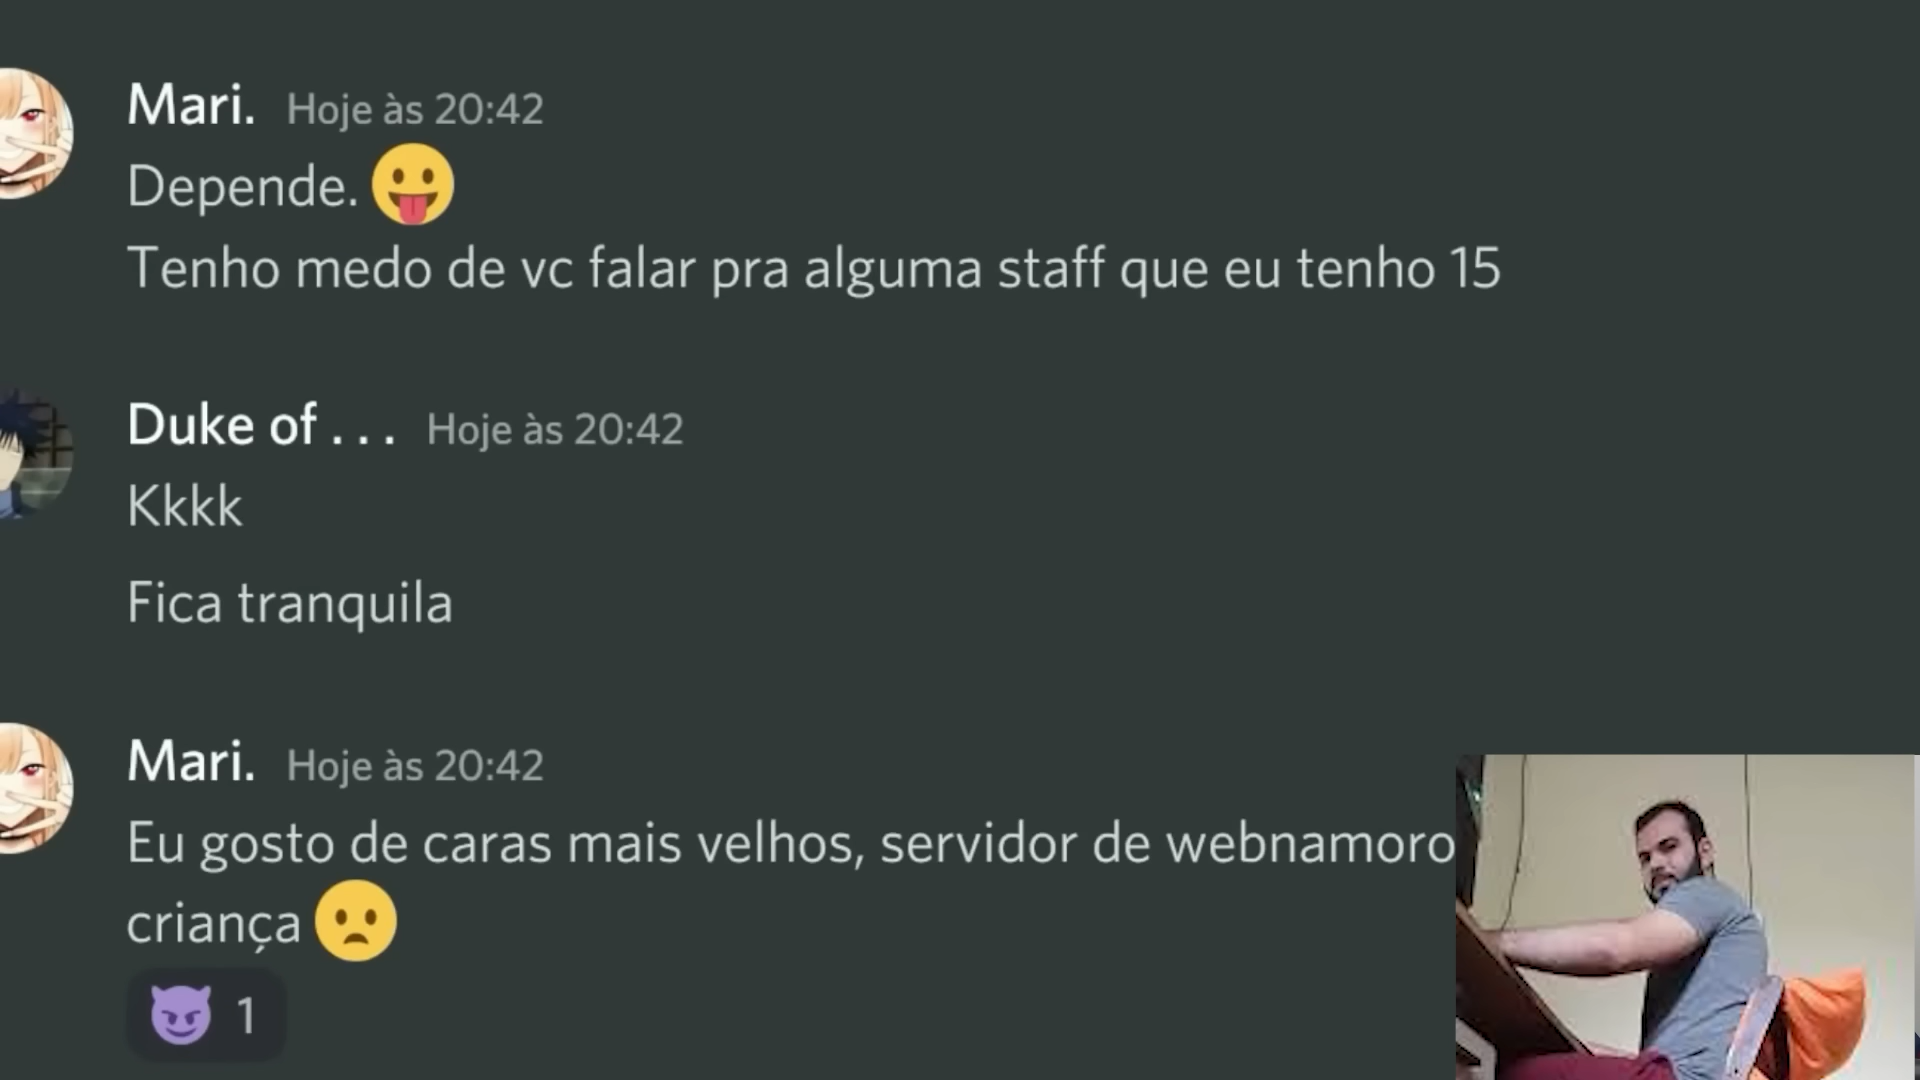 Mari. Hoje às 20:42
Depende.
Tenho medo de vc falar pra alguma staff que eu tenho 15
Duke of . . . Hoje às 20:42
Kkkk
Fica tranquila
Mari. Hoje às 20:42
Eu gosto de caras mais velhos, servidor de webnamoro
criança
1